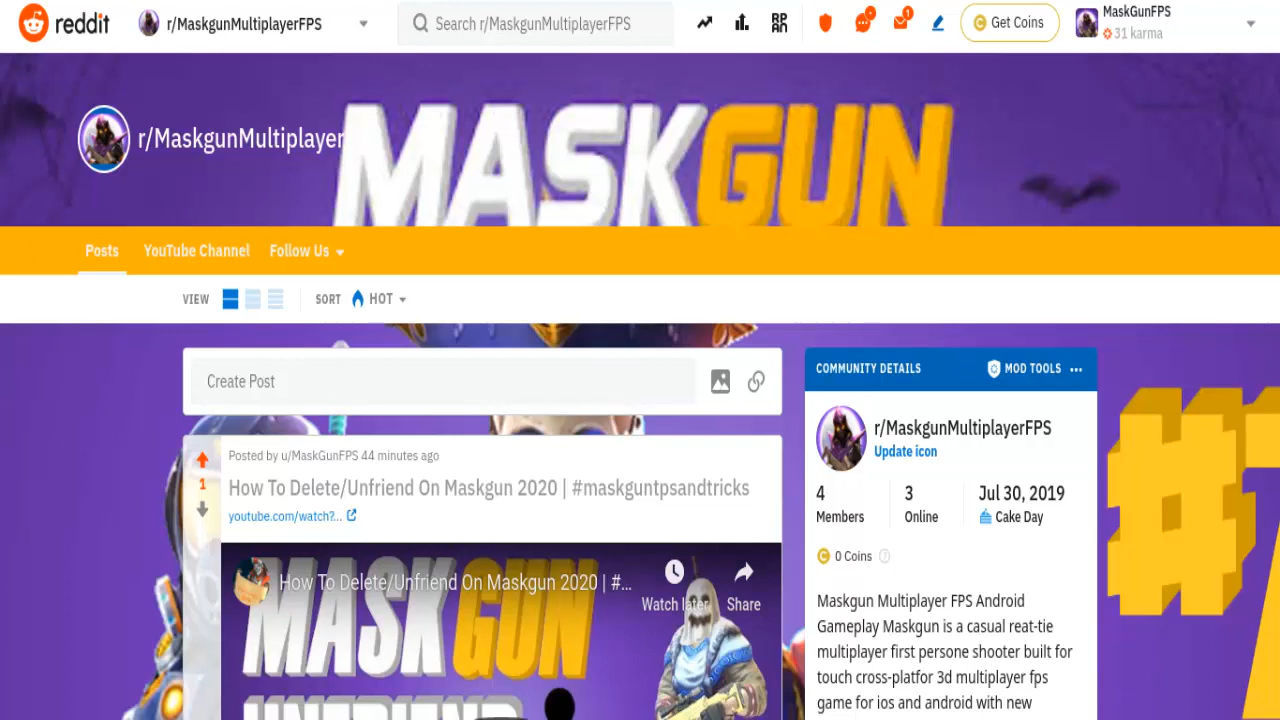 reddit
r/MaskgunMultiplayerFPS
Search r/MaskgunMultiplayerFPS
1
Get Coins
MaskGunFPS
31 karma
r/MaskgunMultiplayer
MASKGUN
Posts
YouTube Channel
Follow Us
VIEW
SORT
HOT
Create Post
COMMUNITY DETAILS
MOD TOOLS
r/MaskgunMultiplayerFPS
Update icon
4
3
Jul 30, 2019
Members
Online
Cake Day
0 Coins
Maskgun Multiplayer FPS Android
Gameplay Maskgun is a casual reat-tie
multiplayer first persone shooter built for
touch cross-platfor 3d multiplayer fps
game for ios and android with new
Posted by u/MaskGunFPS 44 minutes ago
1
How To Delete/Unfriend On Maskgun 2020 | #maskguntpsandtricks
youtube.com/watch?...
How To Delete/Unfriend On Maskgun 2020 | #...
Watch later
Share
MASK GUN
UNFRIEND